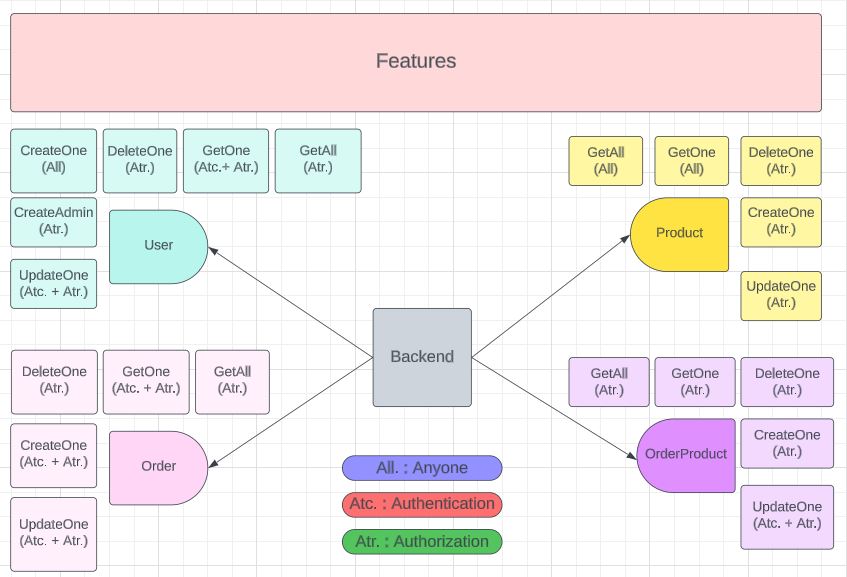 Features
CreateOne
(All)
DeleteOne
(Atr.)
GetOne
(Atc.+ Atr.)
GetAll
(Atr.)
CreateAdmin
(Atr.)
UpdateOne
(Atc. + Atr.)
User
GetAll
(All)
GetOne
(All)
DeleteOne
(Atr.)
CreateOne
(Atr.)
UpdateOne
(Atr.)
Product
Backend
DeleteOne
(Atr.)
GetOne
(Atc. + Atr.)
GetAll
(Atr.)
CreateOne
(Atc. + Atr.)
UpdateOne
(Atc. + Atr.)
Order
GetAll
(Atr.)
GetOne
(Atr.)
DeleteOne
(Atr.)
CreateOne
(Atr.)
UpdateOne
(Atc. + Atr.)
OrderProduct
All. : Anyone
Atc. : Authentication
Atr. : Authorization